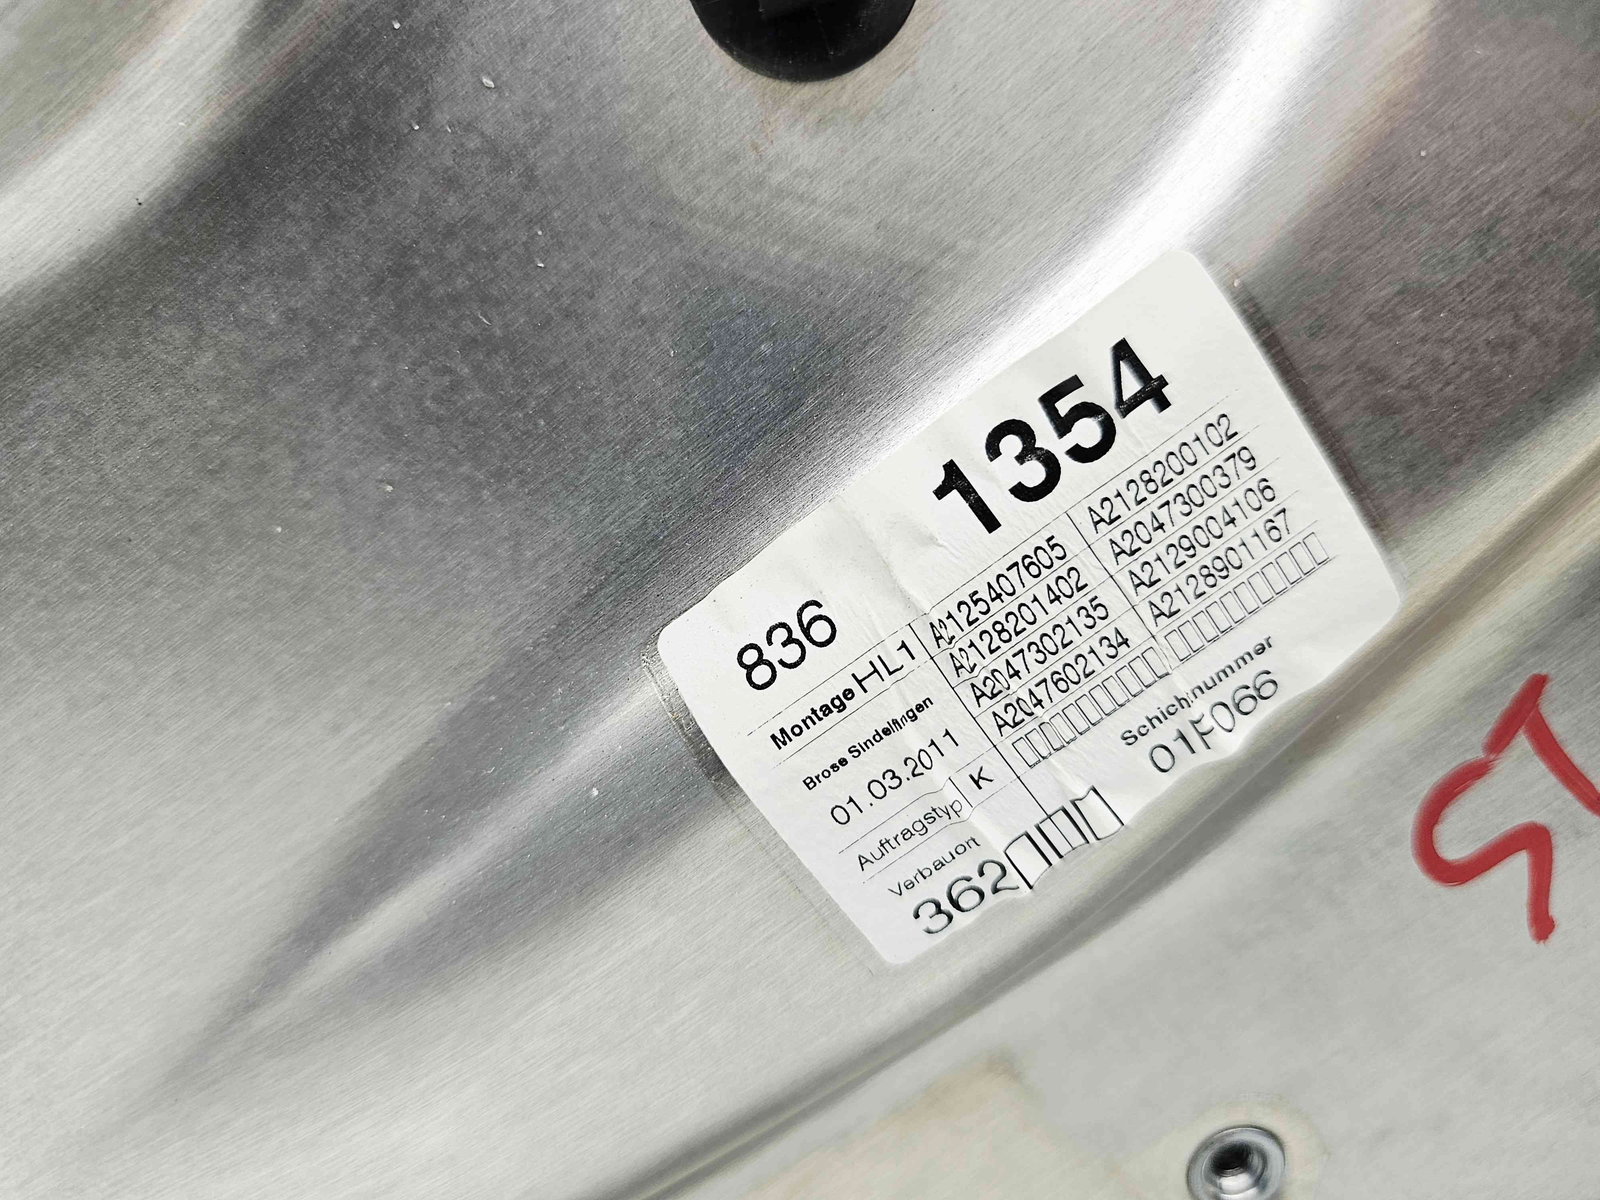 1354
836
Montage HL1
Brose Sindelfingen
01.03.2011
Auftragstyp K
Verbauort
362
A2125407605 A2128200102
A2128201402 A2047300379
A2047302135 A2129004106
A2047602134 A2128901167
Schichtnummer
01F066
ST